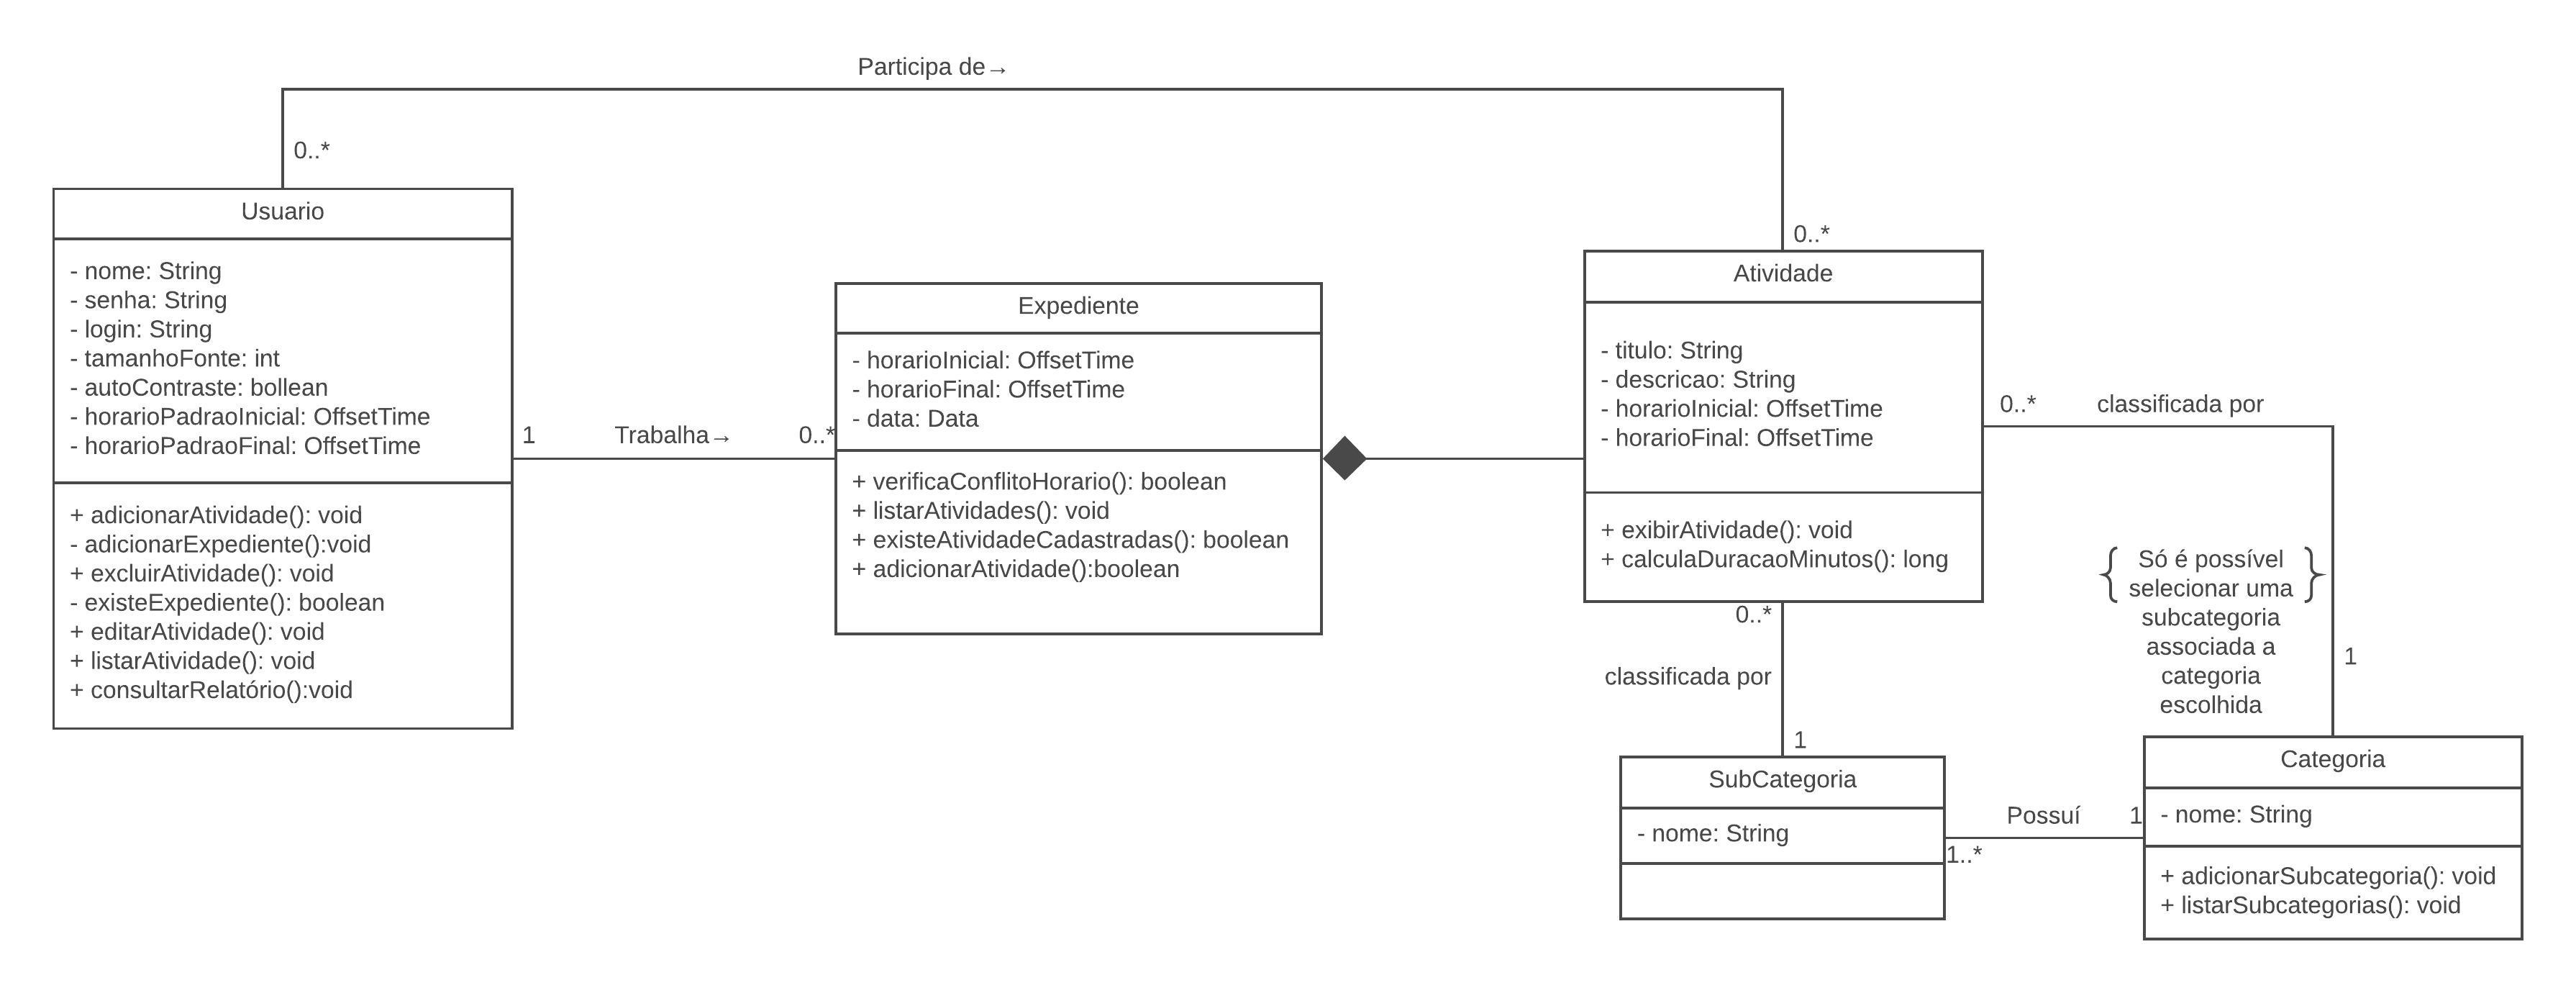 Participa de→
0..*
0..*
Usuario
- nome: String
- senha: String
- login: String
- tamanhoFonte: int
- autoContraste: bollean
- horarioPadraoInicial: OffsetTime
- horarioPadraoFinal: OffsetTime
+ adicionarAtividade(): void
- adicionarExpediente():void
+ excluirAtividade(): void
- existeExpediente(): boolean
+ editarAtividade(): void
+ listarAtividade(): void
+ consultarRelatório():void
1 Trabalha→ 0..*
Expediente
- horarioInicial: OffsetTime
- horarioFinal: OffsetTime
- data: Data
+ verificaConflitoHorario(): boolean
+ listarAtividades(): void
+ existeAtividadeCadastradas(): boolean
+ adicionarAtividade():boolean
Atividade
- titulo: String
- descricao: String
- horarioInicial: OffsetTime
- horarioFinal: OffsetTime
+ exibirAtividade(): void
+ calculaDuracaoMinutos(): long
0..* classificada por
{ Só é possível }
selecionar uma
subcategoria
associada a
categoria
escolhida
1
0..*
classificada por
1
SubCategoria
- nome: String
Possuí 1
1..*
Categoria
- nome: String
+ adicionarSubcategoria(): void
+ listarSubcategorias(): void